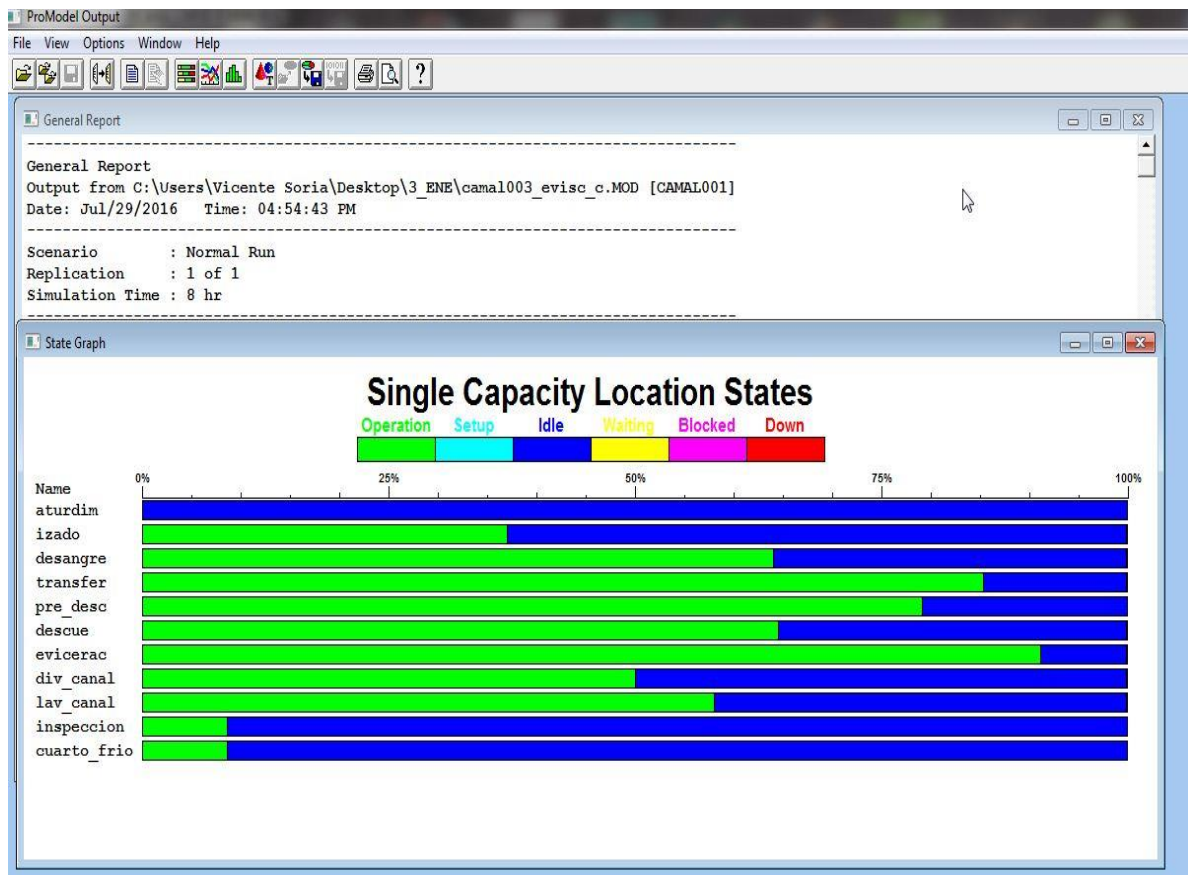 ProModel Output
File View Options Window Help
General Report
General Report
Output from C:\Users\Vicente Soria\Desktop\3_ENE\camal003_evisc_c.MOD [CAMAL001]
Date: Jul/29/2016 Time: 04:54:43 PM
Scenario : Normal Run
Replication : 1 of 1
Simulation Time : 8 hr
State Graph
Single Capacity Location States
Operation Setup Idle Waiting Blocked Down
Name 0% 25% 50% 75% 100%
aturdim
izado
desangre
transfer
pre_desc
descue
evicerac
div_canal
lav_canal
inspeccion
cuarto_frio